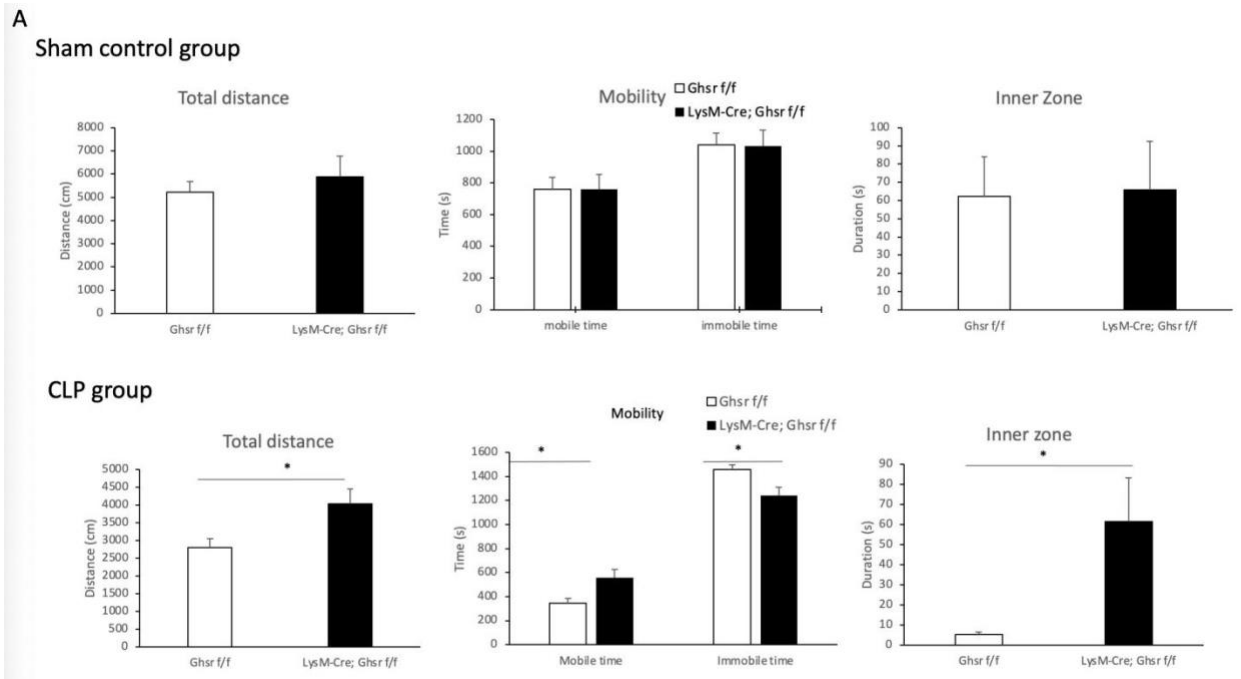 A
Sham control group
Total distance
8000
7000
6000
5000
4000
3000
2000
1000
0
Distance (cm)
Ghsr f/f LysM-Cre; Ghsr f/f
Mobility
Ghsr f/f
LysM-Cre; Ghsr f/f
1200
1000
800
600
400
200
0
Time (s)
mobile time immobile time
Inner Zone
100
90
80
70
60
50
40
30
20
10
0
Duration (s)
Ghsr f/f LysM-Cre; Ghsr f/f
CLP group
Total distance
*
5000
4500
4000
3500
3000
2500
2000
1500
1000
500
0
Distance (cm)
Ghsr f/f LysM-Cre; Ghsr f/f
Mobility
Ghsr f/f
LysM-Cre; Ghsr f/f
* *
1600
1400
1200
1000
800
600
400
200
0
Time (s)
Mobile time Immobile time
Inner zone
*
90
80
70
60
50
40
30
20
10
0
Duration (s)
Ghsr f/f LysM-Cre; Ghsr f/f